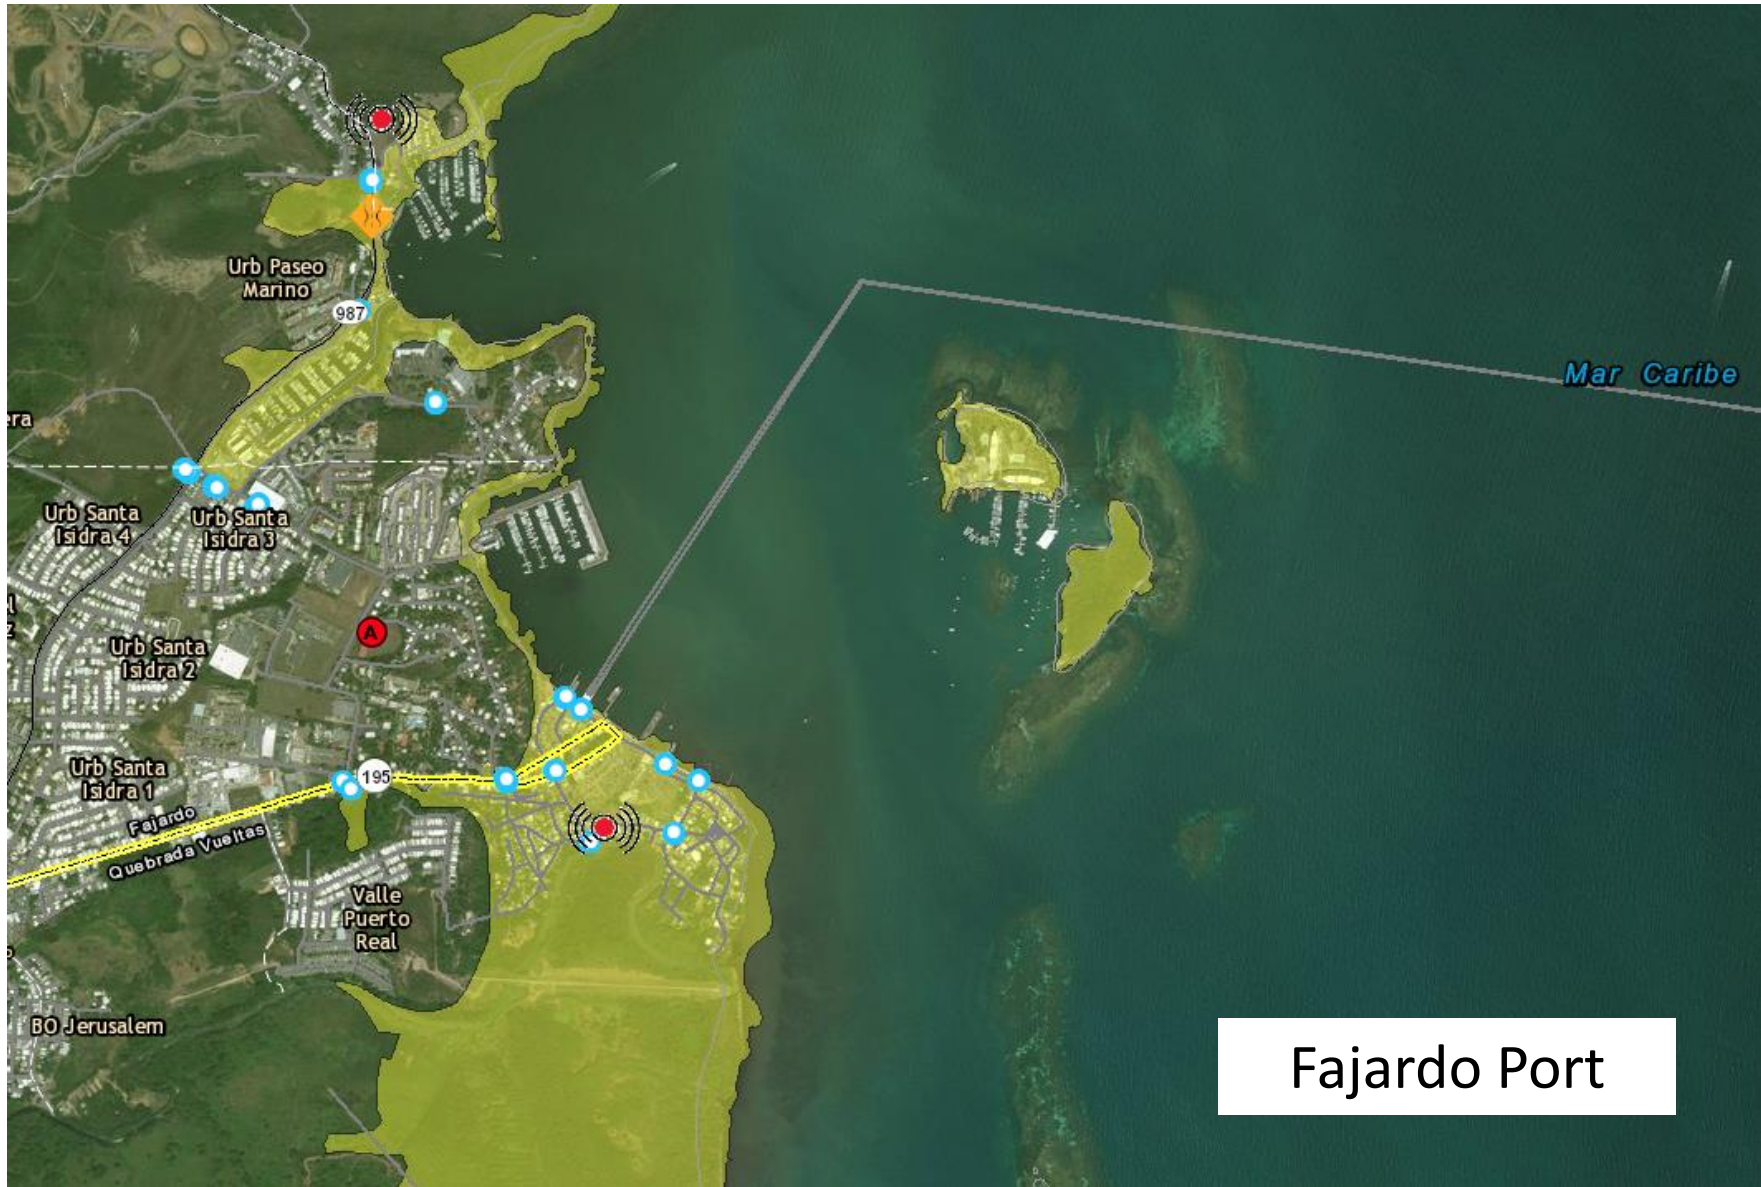 Urb Paseo
Marino
987
Mar Caribe
era
Urb Santa
Isidra 4
Urb Santa
Isidra 3
A
Urb Santa
Isidra 2
195
Urb Santa
Isidra 1
Fajardo
Quebrada Vueltas
Valle
Puerto
Real
BO Jerusalem
Fajardo Port